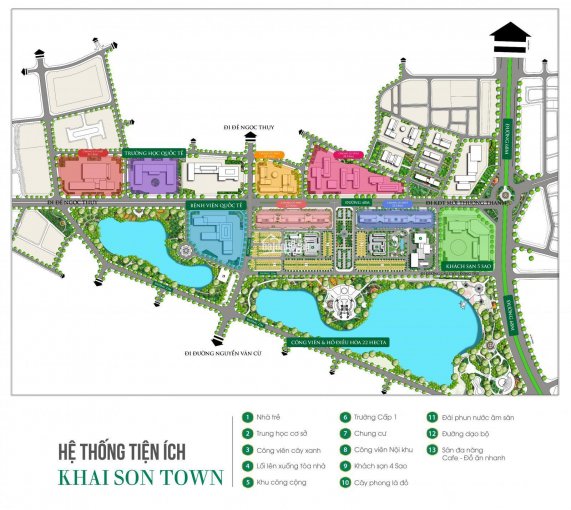 ĐI ĐÊ NGỌC THỤY
TRƯỜNG HỌC QUỐC TẾ
ĐƯỜNG 68M
ĐI ĐÊ NGỌC THỤY
BỆNH VIỆN QUỐC TẾ
ĐƯỜNG 40M
KHÁCH SẠN 5 SAO
CÔNG VIÊN & HỒ ĐIỀU HÒA 22 HECTA
ĐI ĐƯỜNG NGUYỄN VĂN CỪ
HỆ THỐNG TIỆN ÍCH
KHAI SON TOWN
1 Nhà trẻ
2 Trung học cơ sở
3 Công viên cây xanh
4 Lối lên xuống tòa nhà
5 Khu công cộng
6 Trường Cấp 1
7 Chung cư
8 Công viên Nội khu
9 Khách sạn 4 Sao
10 Cây phong lá đỏ
11 Đài phun nước âm sàn
12 Đường dạo bộ
13 Sân đa năng
Cafe - Đồ ăn nhanh